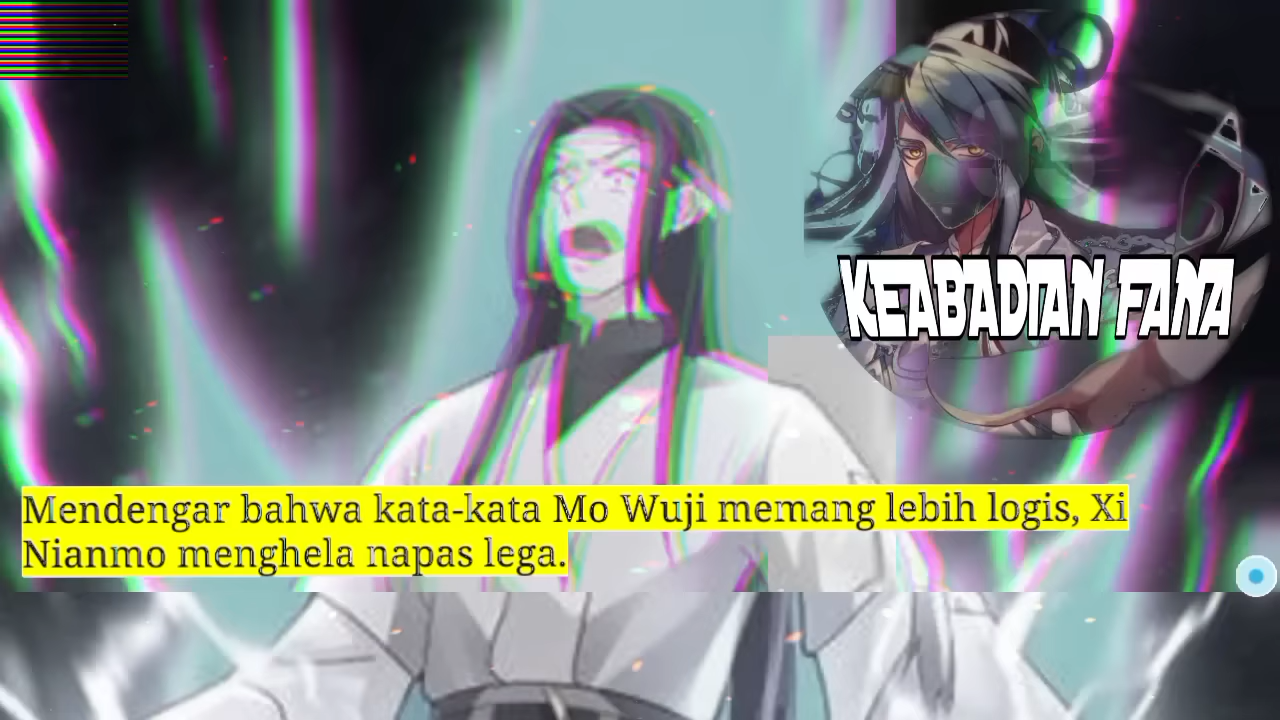 KEABADIAN FANA
Mendengar bahwa kata-kata Mo Wuji memang lebih logis, Xi
Nianmo menghela napas lega.